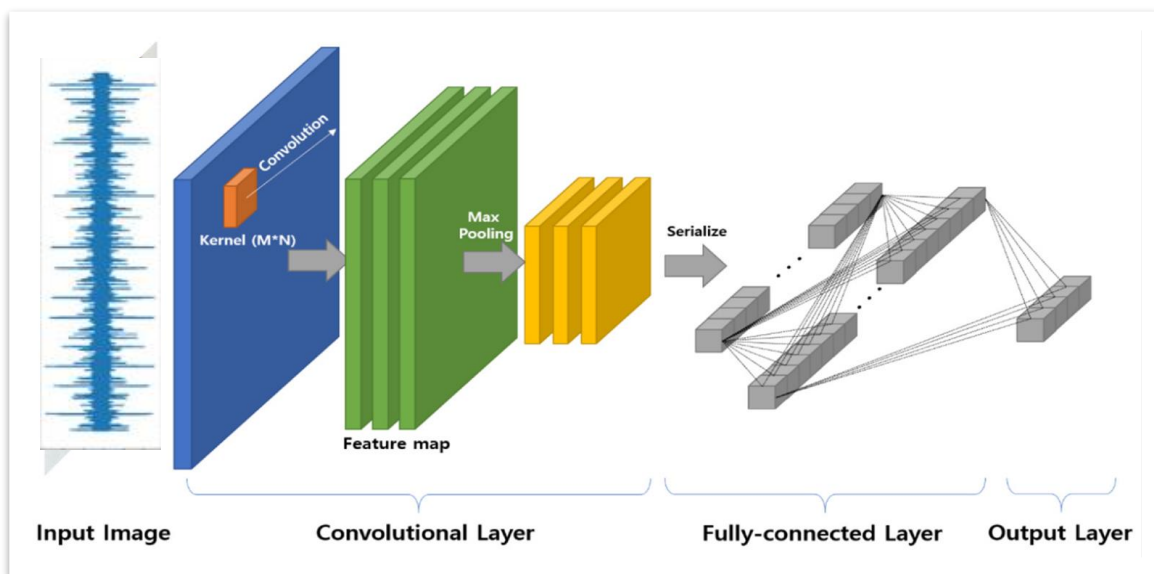 Convolution
Kernel (M*N)
Max
Pooling
Serialize
Feature map
Input Image
Convolutional Layer
Fully-connected Layer
Output Layer